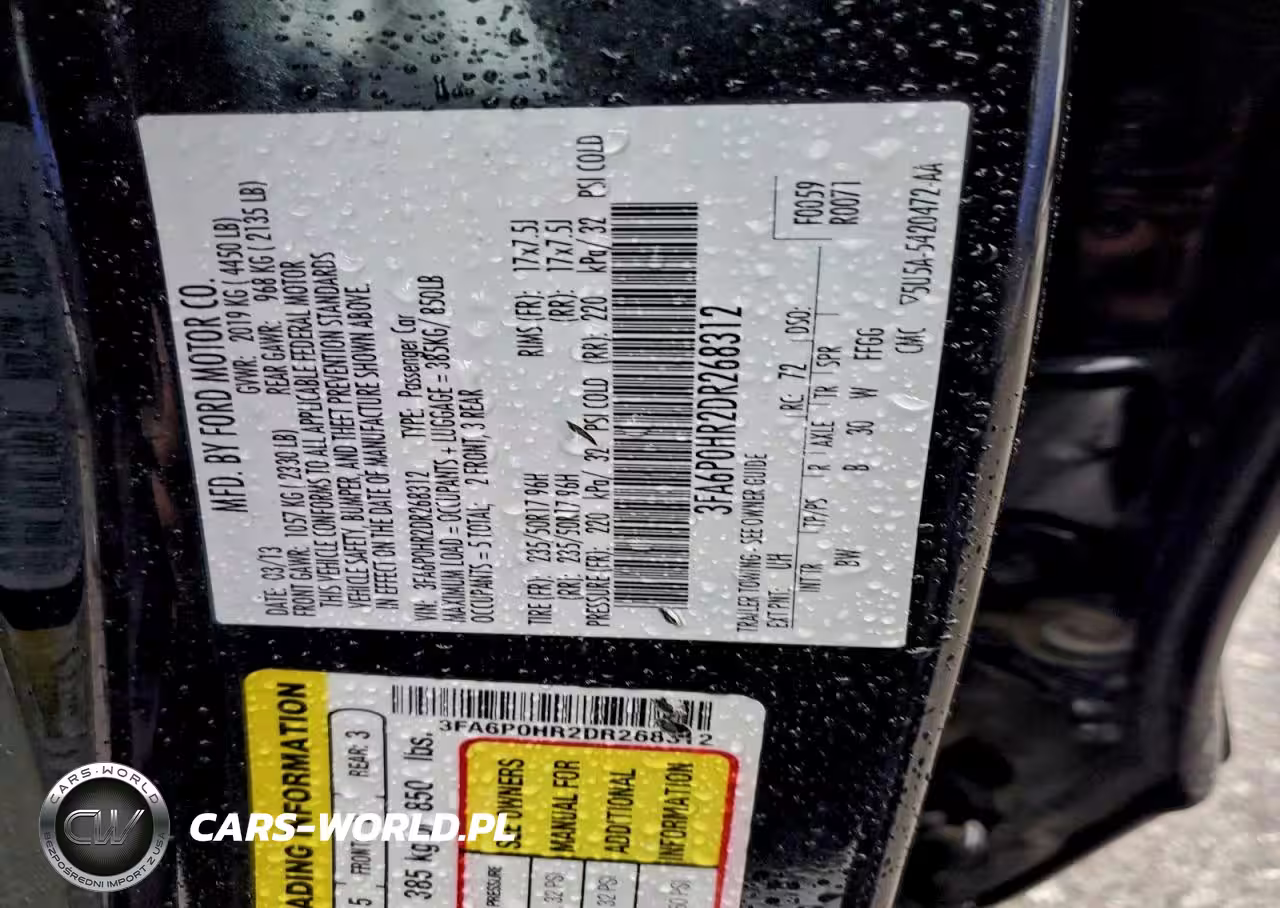 MFD. BY FORD MOTOR CO.
DATE: 03/13 GVWR: 2019 KG ( 4450 LB)
FRONT GAWR: 1057 KG ( 2330LB) REAR GAWR: 968 KG ( 2135 LB)
THIS VEHICLE CONFORMS TO ALL APPLICABLE FEDERAL MOTOR
VEHICLE SAFETY, BUMPER, AND THEFT PREVENTION STANDARDS
IN EFFECT ON THE DATE OF MANUFACTURE SHOWN ABOVE.
VIN: 3FA6P0HR2DR268312 TYPE: Passenger Car
MAXIMUM LOAD = OCCUPANTS + LUGGAGE = 385KG/ 850LB
OCCUPANTS = 5 TOTAL: 2 FRONT, 3 REAR
TIRE FR): 235/50R17 96H RIMS (FR): 17x7.5J
RR): 235/50R17 96H (RR): 17x7.5J
PRESSURE FR): 220 kPa/ 32 PSI COLD (RR): 220 kPa/ 32 PSI COLD
3FA6P0HR2DR268312
TRAILER TOWING - SEE OWNER GUIDE
EXT PNT: UH RC: 72 DSO: F0059
INT TR TP/PS R AXLE TR SPR R0071
BW B 30 W FFGG
CMC 5U5A-5420472-AA
3FA6P0HR2DR268312
INFORMATION
5 FRONT REAR: 3
385 kg 850 lbs.
SEE OWNERS
MANUAL FOR
ADDITIONAL
INFORMATION
PRESSURE
32 PSI
32 PSI
60 PSI
CARS-WORLD
CW
BEZPOŚREDNI IMPORT Z USA
CARS-WORLD.PL